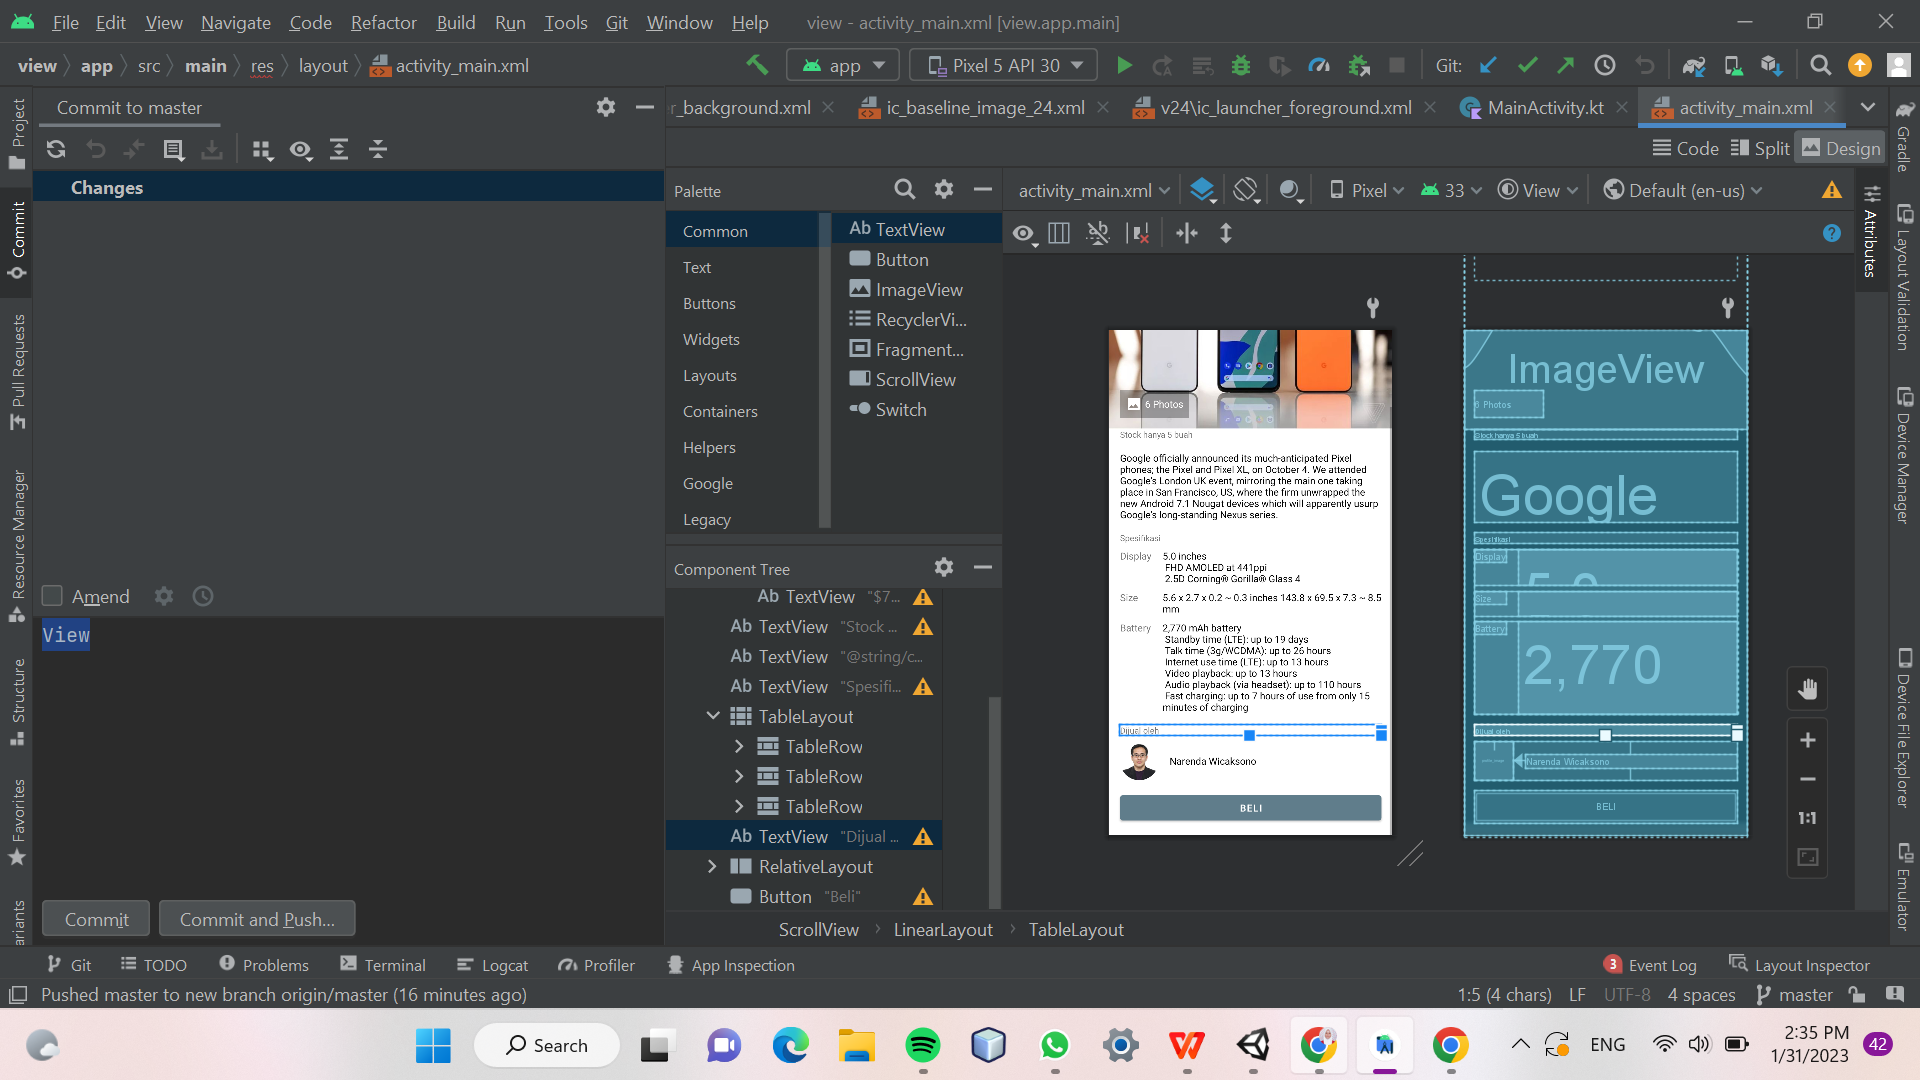 File Edit View Navigate Code Refactor Build Run Tools Git Window Help view - activity_main.xml [view.app.main]
view app src main res layout activity_main.xml app Pixel 5 API 30 Git:
Project
Commit
Pull Requests
Resource Manager
Structure
Favorites
ariants
Commit to master
Changes
Amend
View
Commit Commit and Push...
r_background.xml ic_baseline_image_24.xml v24\ic_launcher_foreground.xml MainActivity.kt activity_main.xml
Code Split Design
Palette
Common
Text
Buttons
Widgets
Layouts
Containers
Helpers
Google
Legacy
Ab TextView
Button
ImageView
RecyclerVi...
Fragment...
ScrollView
Switch
Component Tree
Ab TextView "$7...
Ab TextView "Stock ...
Ab TextView "@string/c...
Ab TextView "Spesifi...
TableLayout
TableRow
TableRow
TableRow
Ab TextView "Dijual ...
RelativeLayout
Button "Beli"
activity_main.xml Pixel 33 View Default (en-us)
6 Photos
Stock hanya 5 buah
Google officially announced its much-anticipated Pixel
phones; the Pixel and Pixel XL, on October 4. We attended
Google's London UK event, mirroring the main one taking
place in San Francisco, US, where the firm unwrapped the
new Android 7.1 Nougat devices which will apparently usurp
Google's long-standing Nexus series.
Spesifikasi
Display 5.0 inches
FHD AMOLED at 441ppi
2.5D Corning® Gorilla® Glass 4
Size 5.6 x 2.7 x 0.2 ~ 0.3 inches 143.8 x 69.5 x 7.3 ~ 8.5
mm
Battery 2,770 mAh battery
Standby time (LTE): up to 19 days
Talk time (3g/WCDMA): up to 26 hours
Internet use time (LTE): up to 13 hours
Video playback: up to 13 hours
Audio playback (via headset): up to 110 hours
Fast charging: up to 7 hours of use from only 15
minutes of charging
Dijual oleh
Narenda Wicaksono
BELI
ImageView
6 Photos
Stock hanya 5 buah
Google
Spesifikasi
Display 5.0
Size
Battery 2,770
Dijual oleh
Narenda Wicaksono
BELI
1:1
Attributes
Gradle
Layout Validation
Device Manager
Device File Explorer
Emulator
ScrollView LinearLayout TableLayout
Git TODO Problems Terminal Logcat Profiler App Inspection 3 Event Log Layout Inspector
Pushed master to new branch origin/master (16 minutes ago) 1:5 (4 chars) LF UTF-8 4 spaces master
Search ENG 2:35 PM
1/31/2023 42